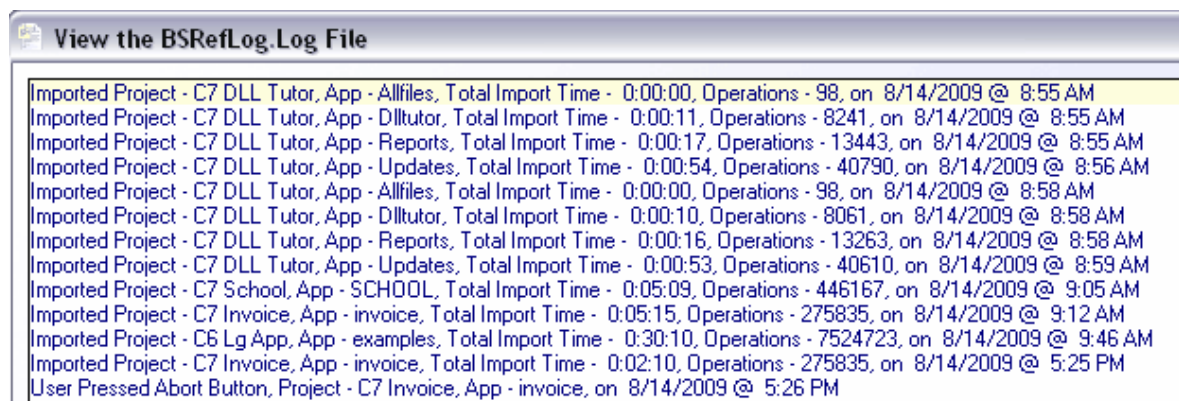 View the BSRefLog.Log File
Imported Project - C7 DLL Tutor, App - Allfiles, Total Import Time - 0:00:00, Operations - 98, on 8/14/2009 @ 8:55 AM
Imported Project - C7 DLL Tutor, App - Dlltutor, Total Import Time - 0:00:11, Operations - 8241, on 8/14/2009 @ 8:55 AM
Imported Project - C7 DLL Tutor, App - Reports, Total Import Time - 0:00:17, Operations - 13443, on 8/14/2009 @ 8:55 AM
Imported Project - C7 DLL Tutor, App - Updates, Total Import Time - 0:00:54, Operations - 40790, on 8/14/2009 @ 8:56 AM
Imported Project - C7 DLL Tutor, App - Allfiles, Total Import Time - 0:00:00, Operations - 98, on 8/14/2009 @ 8:58 AM
Imported Project - C7 DLL Tutor, App - Dlltutor, Total Import Time - 0:00:10, Operations - 8061, on 8/14/2009 @ 8:58 AM
Imported Project - C7 DLL Tutor, App - Reports, Total Import Time - 0:00:16, Operations - 13263, on 8/14/2009 @ 8:58 AM
Imported Project - C7 DLL Tutor, App - Updates, Total Import Time - 0:00:53, Operations - 40610, on 8/14/2009 @ 8:59 AM
Imported Project - C7 School, App - SCHOOL, Total Import Time - 0:05:09, Operations - 446167, on 8/14/2009 @ 9:05 AM
Imported Project - C7 Invoice, App - invoice, Total Import Time - 0:05:15, Operations - 275835, on 8/14/2009 @ 9:12 AM
Imported Project - C6 Lg App, App - examples, Total Import Time - 0:30:10, Operations - 7524723, on 8/14/2009 @ 9:46 AM
Imported Project - C7 Invoice, App - invoice, Total Import Time - 0:02:10, Operations - 275835, on 8/14/2009 @ 5:25 PM
User Pressed Abort Button, Project - C7 Invoice, App - invoice, on 8/14/2009 @ 5:26 PM